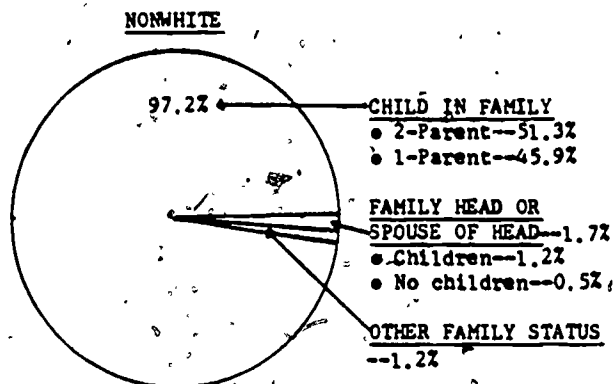 NONWHITE
97.2%
CHILD IN FAMILY
• 2-Parent--51.3%
• 1-Parent--45.9%
FAMILY HEAD OR
SPOUSE OF HEAD--1.7%
• Children--1.2%
• No children--0.5%
OTHER FAMILY STATUS
--1.2%